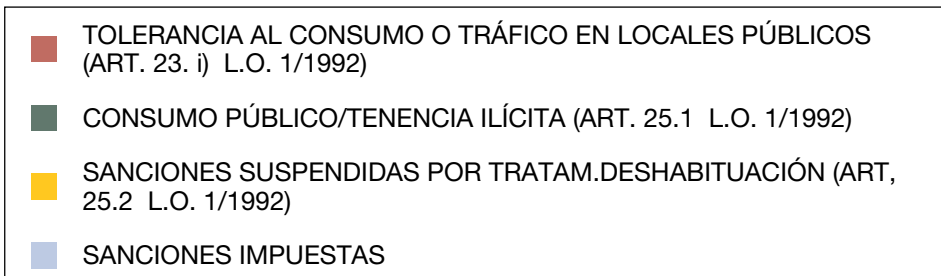 TOLERANCIA AL CONSUMO O TRÁFICO EN LOCALES PÚBLICOS
(ART. 23. i)  L.O. 1/1992)
CONSUMO PÚBLICO/TENENCIA ILÍCITA (ART. 25.1  L.O. 1/1992)
SANCIONES SUSPENDIDAS POR TRATAM.DESHABITUACIÓN (ART,
25.2  L.O. 1/1992)
SANCIONES IMPUESTAS